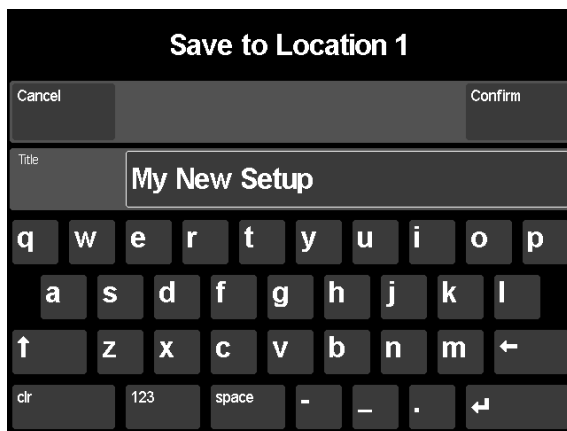 Save to Location 1
Cancel Confirm
Title My New Setup
q w e r t y u i o p
a s d f g h j k l
z x c v b n m
clr 123 space - _ .